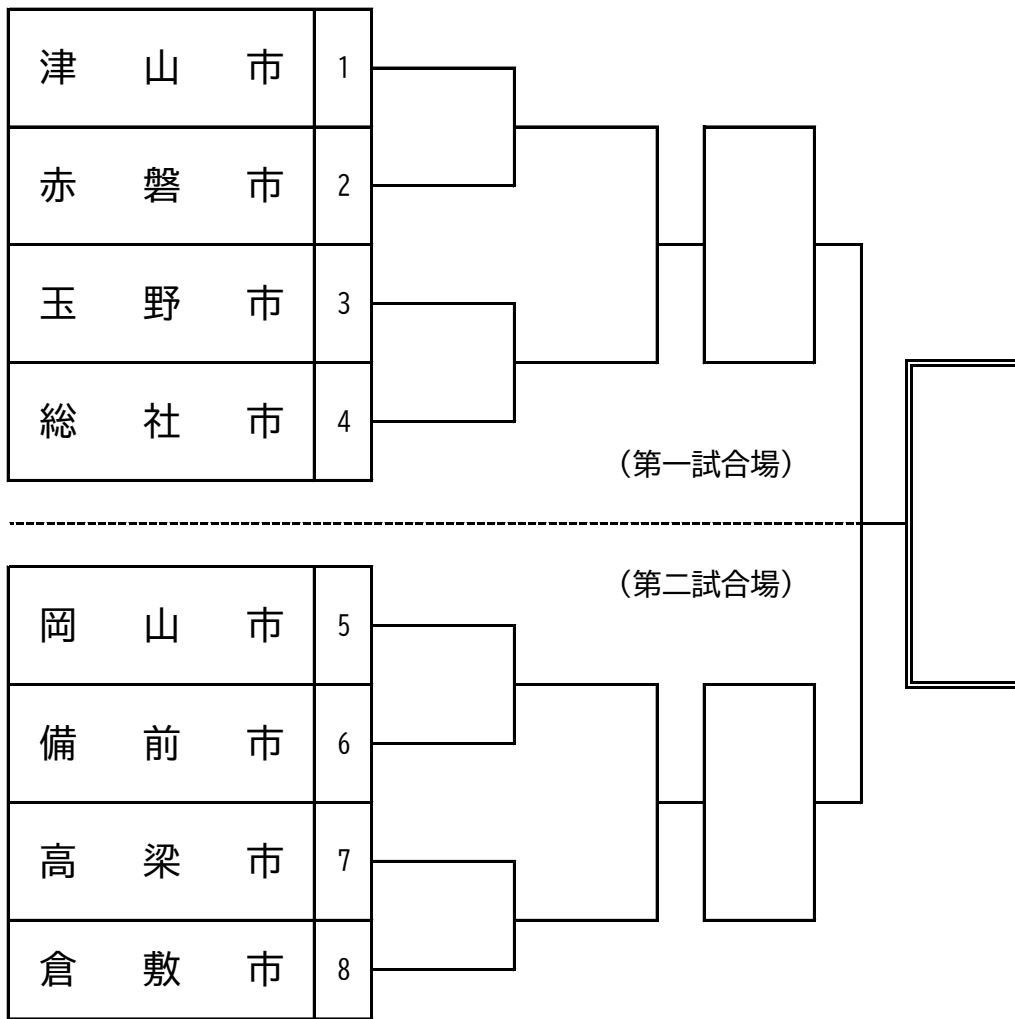 津山市 1
赤磐市 2
玉野市 3
総社市 4
（第一試合場）
（第二試合場）
岡山市 5
備前市 6
高梁市 7
倉敷市 8